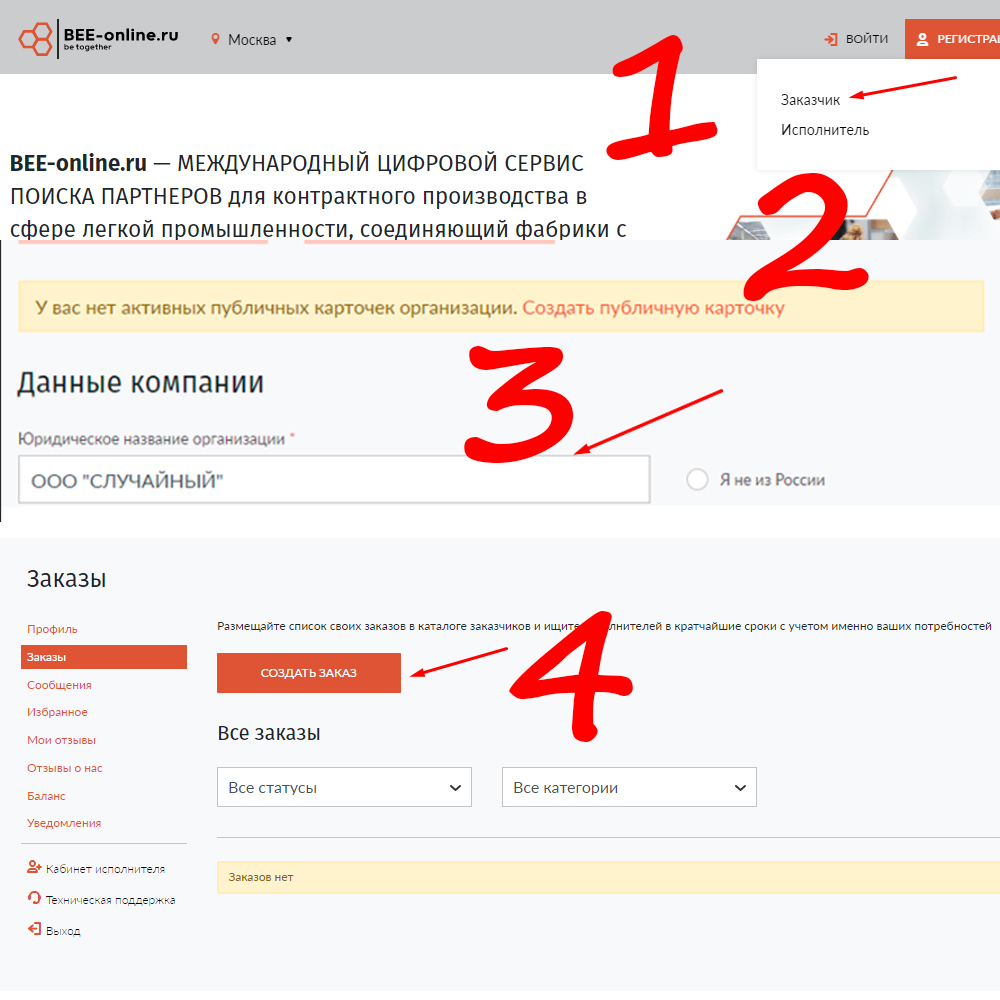 BEE-online.ru
be together
Москва
ВОЙТИ
РЕГИСТРАЦ
1
Заказчик
Исполнитель
BEE-online.ru — МЕЖДУНАРОДНЫЙ ЦИФРОВОЙ СЕРВИС
ПОИСКА ПАРТНЕРОВ для контрактного производства в
сфере легкой промышленности, соединяющий фабрики с
2
У вас нет активных публичных карточек организации. Создать публичную карточку
3
Данные компании
Юридическое название организации *
ООО "СЛУЧАЙНЫЙ"
Я не из России
Заказы
Профиль
Заказы
Сообщения
Избранное
Мои отзывы
Отзывы о нас
Баланс
Уведомления
Кабинет исполнителя
Техническая поддержка
Выход
Размещайте список своих заказов в каталоге заказчиков и ищите полнителей в кратчайшие сроки с учетом именно ваших потребностей
4
СОЗДАТЬ ЗАКАЗ
Все заказы
Все статусы
Все категории
Заказов нет